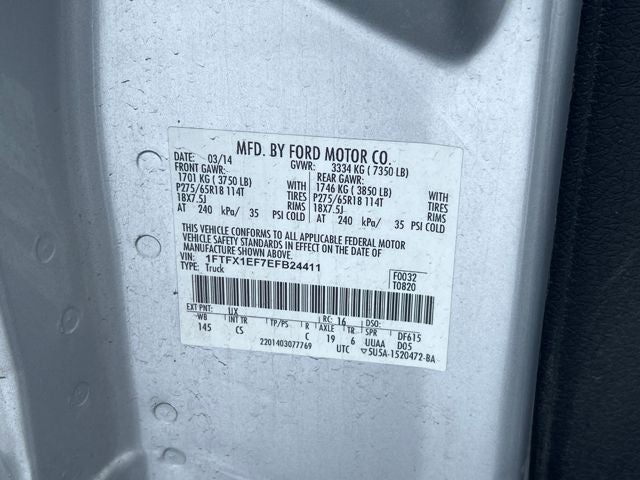 MFD. BY FORD MOTOR CO.
DATE: 03/14 GVWR: 3334 KG ( 7350 LB)
FRONT GAWR: REAR GAWR:
1701 KG ( 3750 LB) WITH 1746 KG ( 3850 LB) WITH
P275/65R18 114T TIRES P275/65R18 114T TIRES
18X7.5J RIMS 18X7.5J RIMS
AT 240 kPa/ 35 PSI COLD AT 240 kPa/ 35 PSI COLD
THIS VEHICLE CONFORMS TO ALL APPLICABLE FEDERAL MOTOR
VEHICLE SAFETY STANDARDS IN EFFECT ON THE DATE OF
MANUFACTURE SHOWN ABOVE.
VIN: 1FTFX1EF7EFB24411 F0032
TYPE: Truck T0820
EXT PNT: UX RC: 16 DSO:
WB INT TR TP/PS R AXLE TR SPR DF615
145 CS C 19 6 UUAA D05
2201403077769 UTC ▽5U5A-1520472-BA